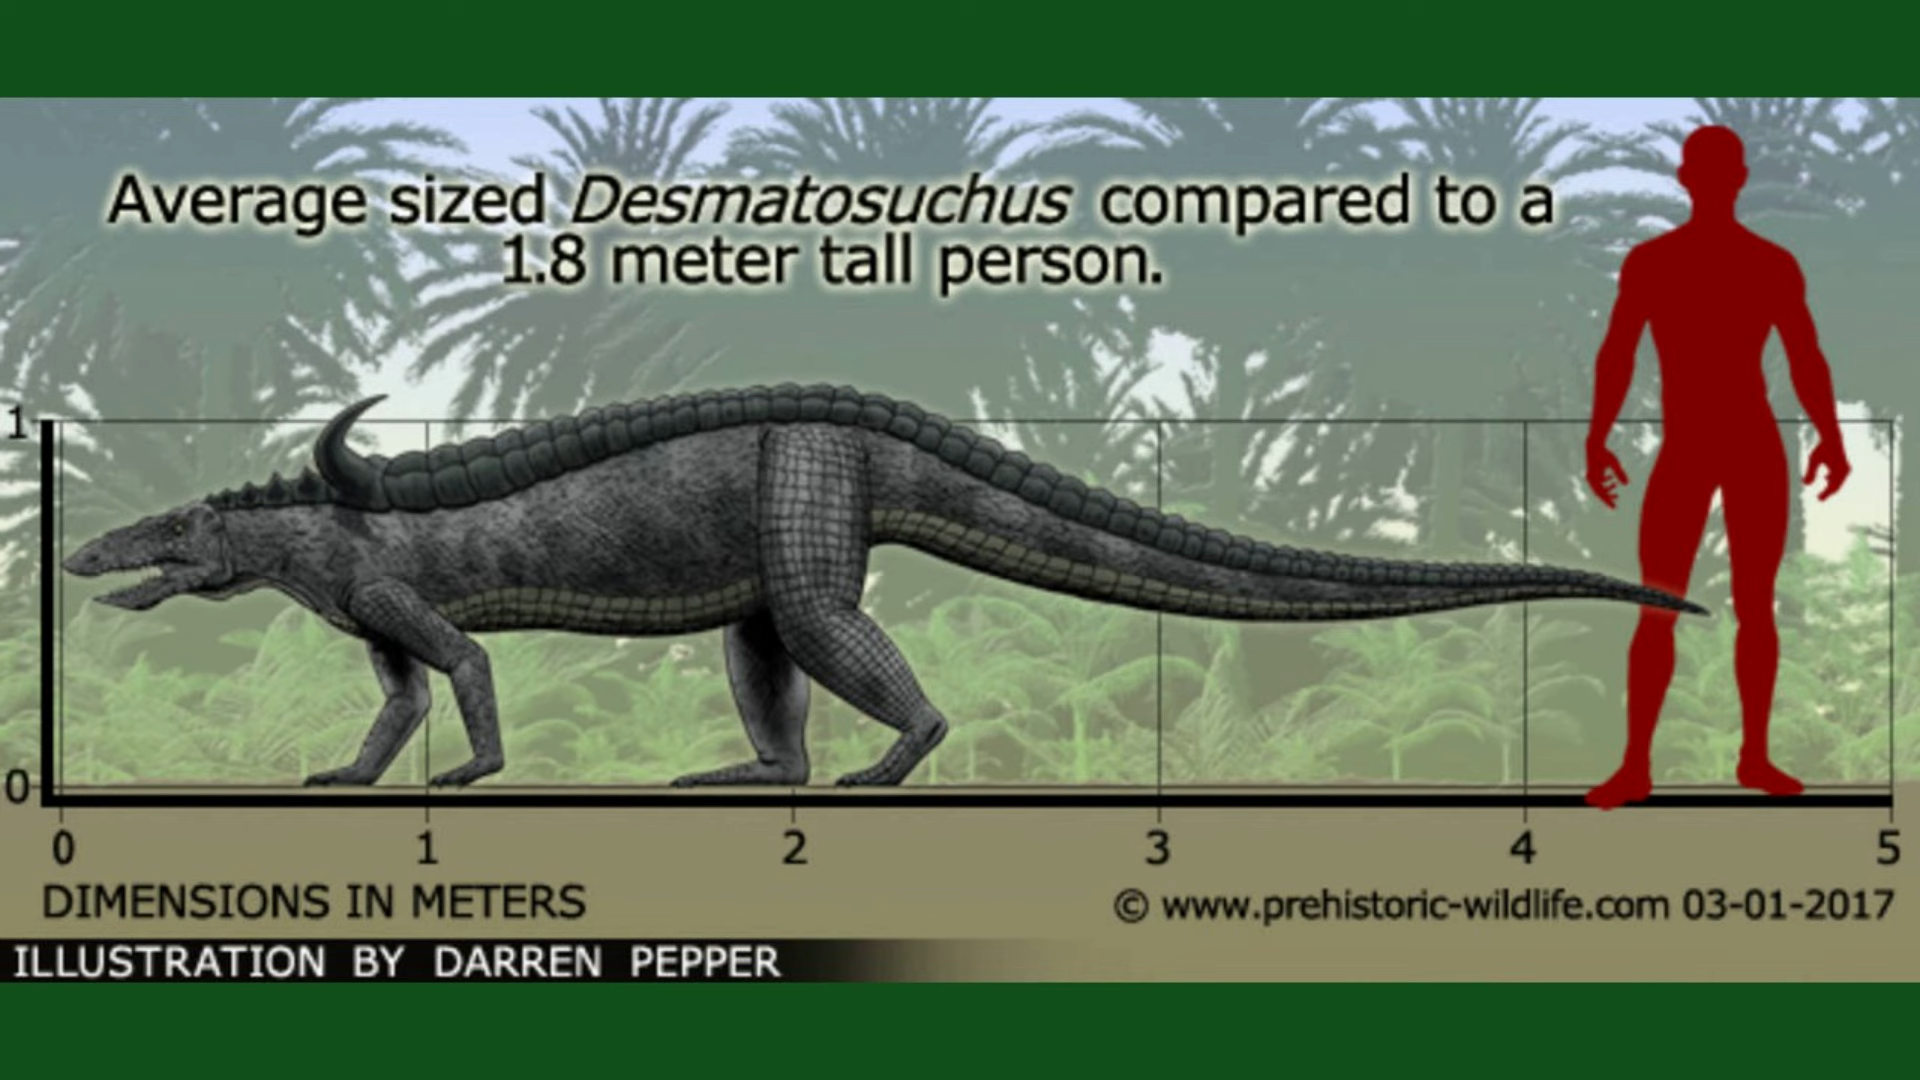 Average sized Desmatosuchus compared to a
1.8 meter tall person.
1
0
0 1 2 3 4 5
DIMENSIONS IN METERS
© www.prehistoric-wildlife.com 03-01-2017
ILLUSTRATION BY DARREN PEPPER